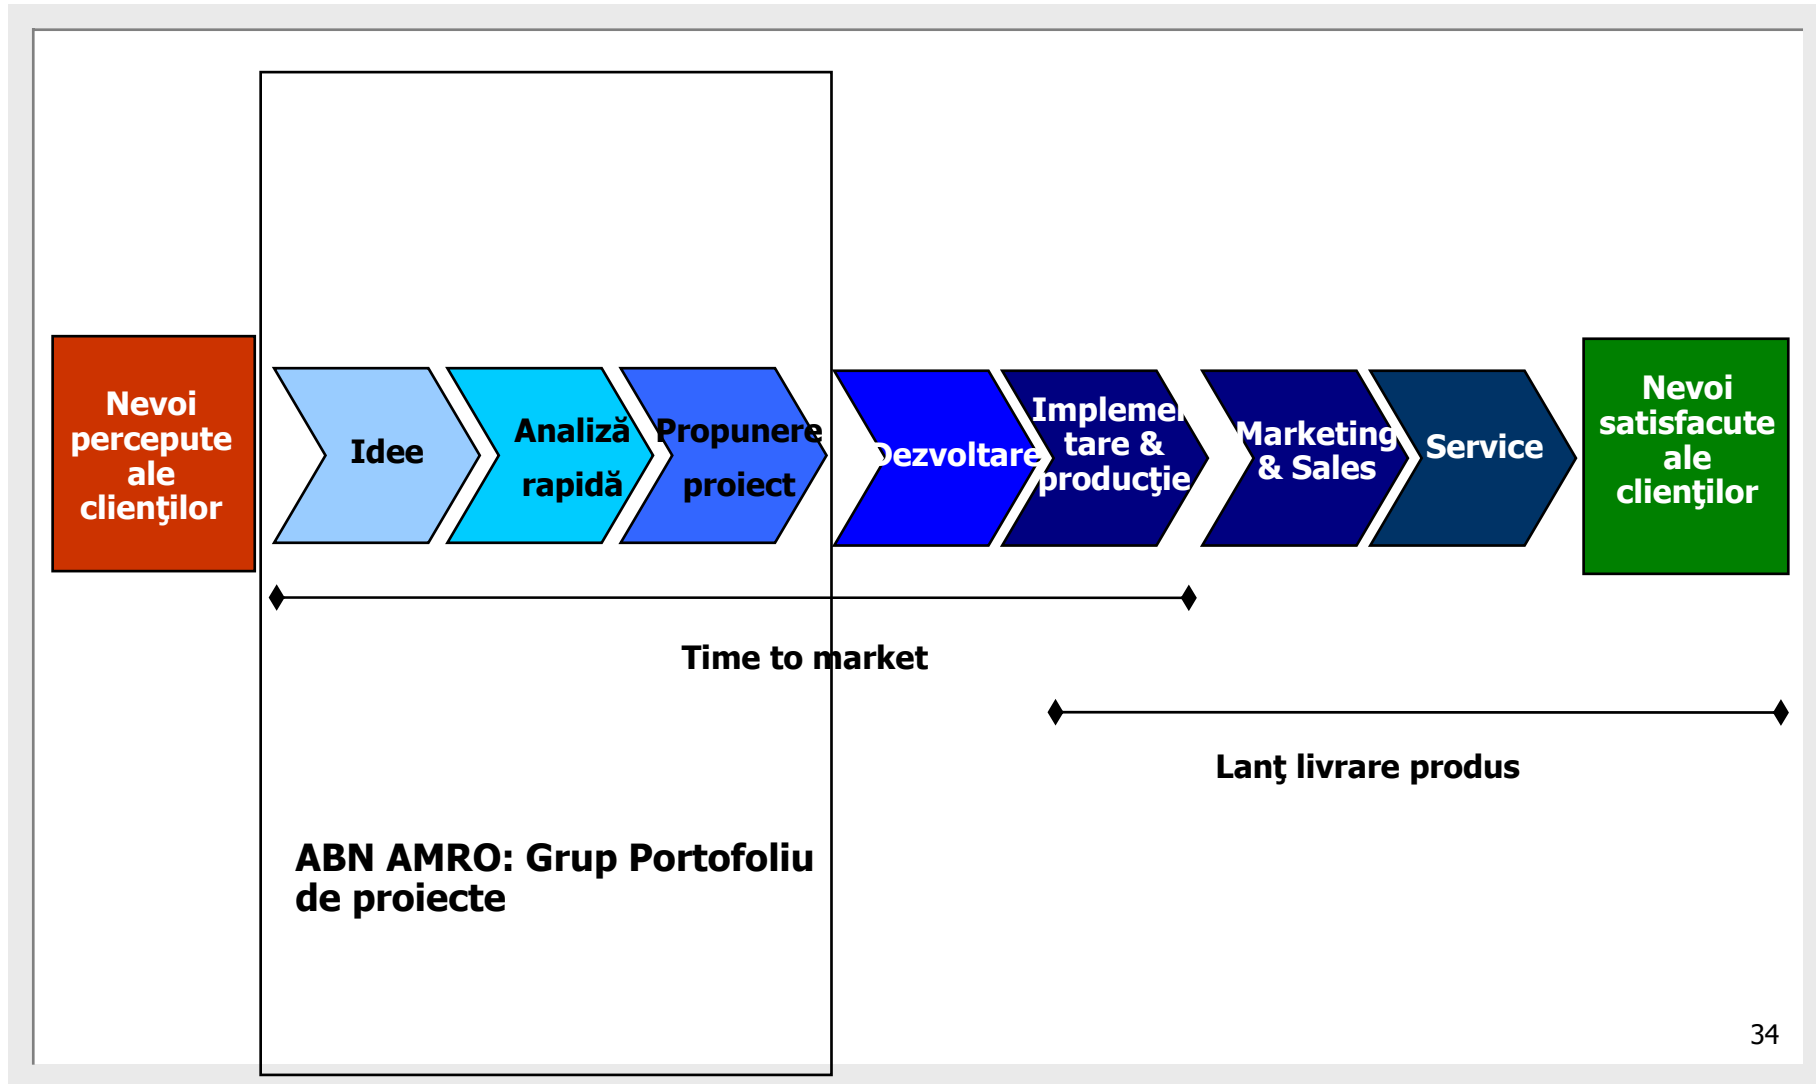 Nevoi
percepute
ale
clienţilor
Idee
Analiză
rapidă
Propunere
proiect
Dezvoltare
Implemen
tare &
producţie
Marketing
& Sales
Service
Nevoi
satisfacute
ale
clienţilor
Time to market
Lanţ livrare produs
ABN AMRO: Grup Portofoliu
de proiecte
34